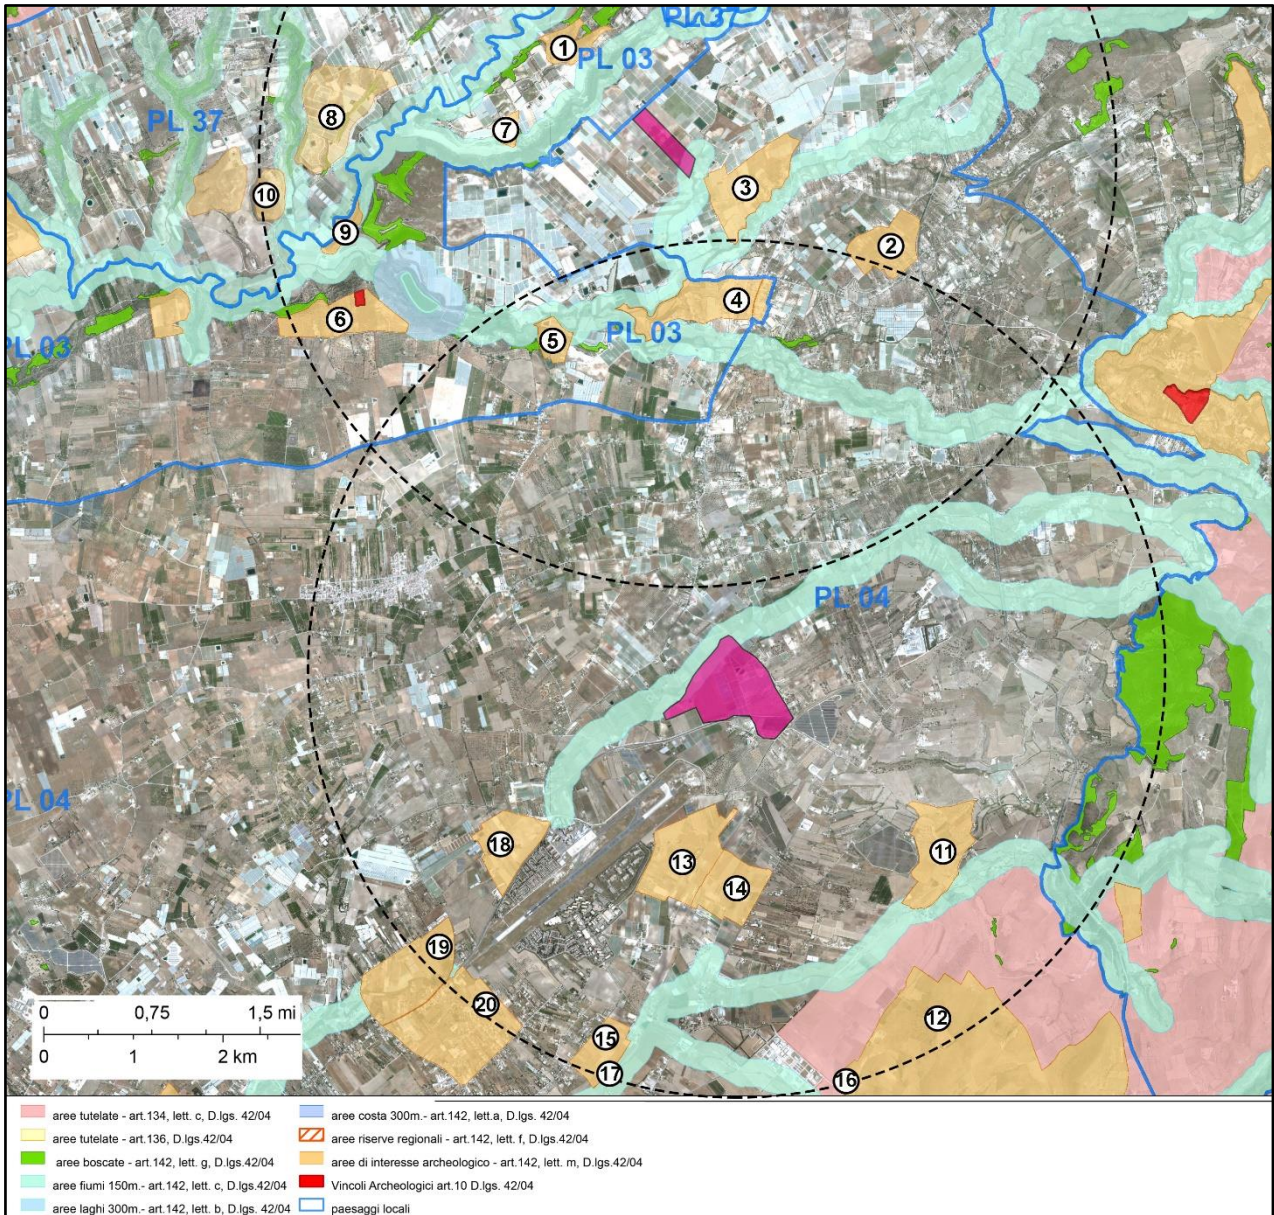 PL 37
1
PL 03
8
PL 37
7
3
10
9
2
4
6
PL 03
5
PL 03
PL 04
PL 04
18
13
11
14
19
20
12
15
17
16
0 0,75 1,5 mi
0 1 2 km
aree tutelate - art.134, lett. c, D.lgs. 42/04
aree tutelate - art.136, D.lgs.42/04
aree boscate - art.142, lett. g, D.lgs.42/04
aree fiumi 150m.- art.142, lett. c, D.lgs.42/04
aree laghi 300m.- art.142, lett. b, D.lgs. 42/04
aree costa 300m.- art.142, lett.a, D.lgs. 42/04
aree riserve regionali - art.142, lett. f, D.lgs.42/04
aree di interesse archeologico - art.142, lett. m, D.lgs.42/04
Vincoli Archeologici art.10 D.lgs. 42/04
paesaggi locali